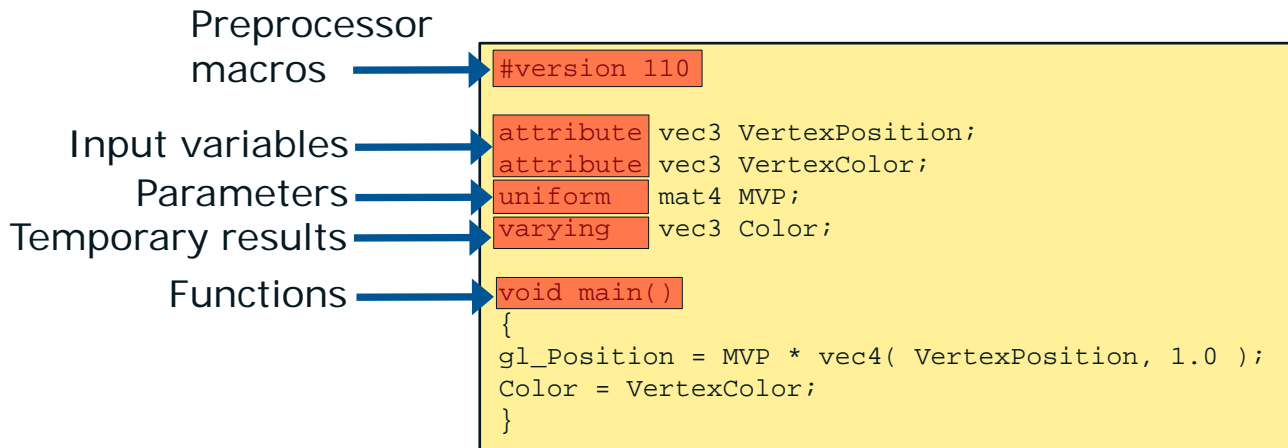 Preprocessor
macros
#version 110
Input variables
attribute vec3 VertexPosition;
attribute vec3 VertexColor;
Parameters
uniform mat4 MVP;
Temporary results
varying vec3 Color;
Functions
void main()
{
gl_Position = MVP * vec4( VertexPosition, 1.0 );
Color = VertexColor;
}